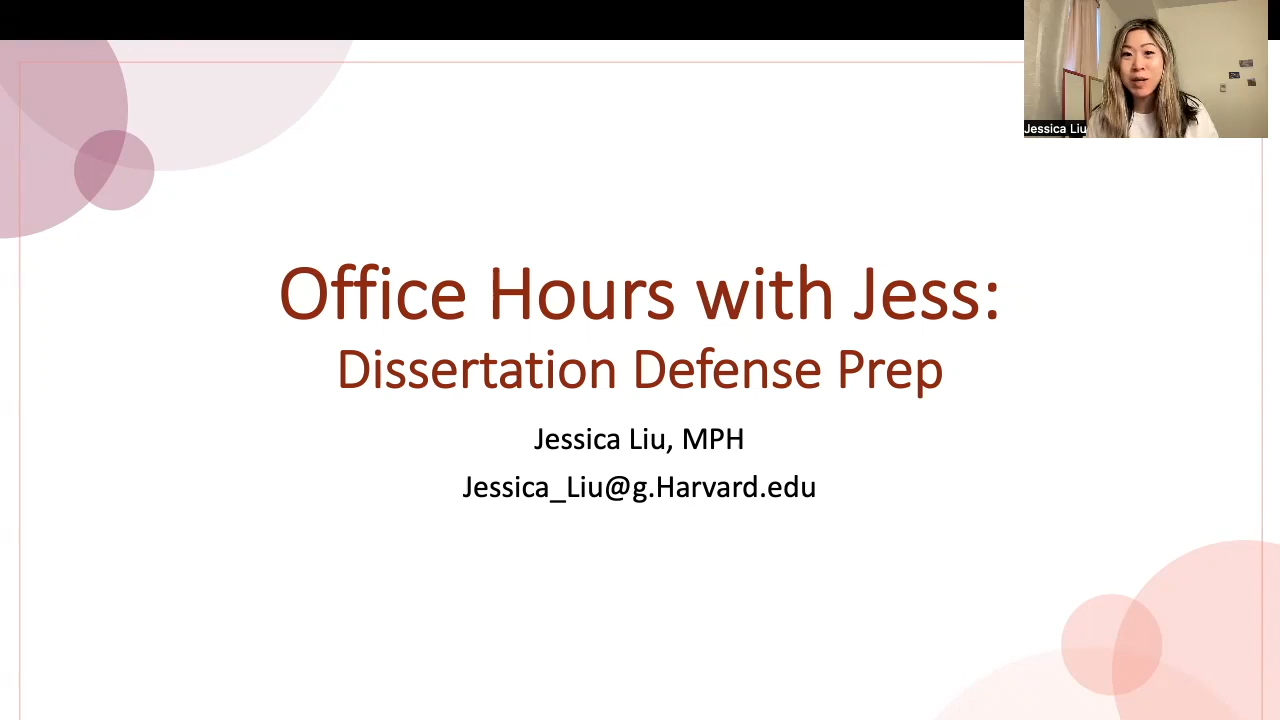 Jessica Liu
Office Hours with Jess:
Dissertation Defense Prep
Jessica Liu, MPH
Jessica_Liu@g.Harvard.edu